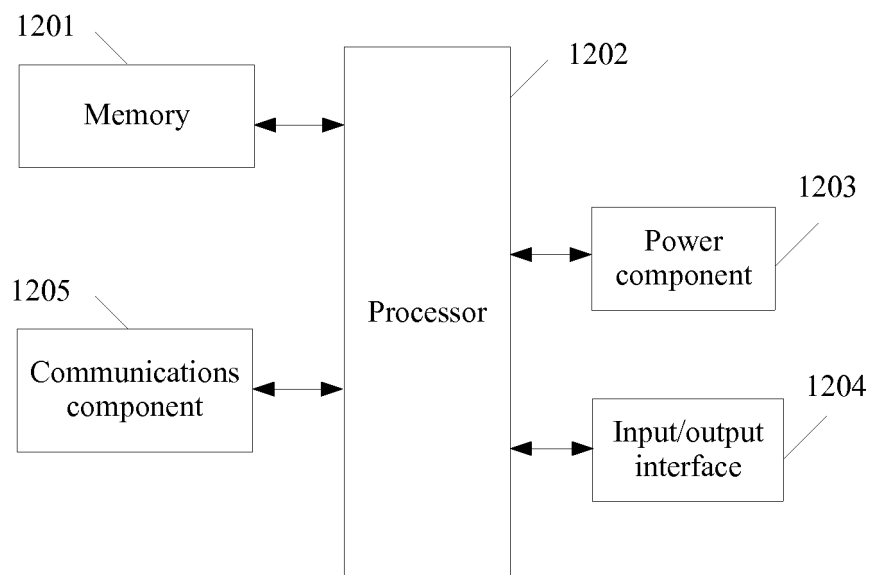 1201
Memory
1202
Processor
1203
Power
component
1205
Communications
component
1204
Input/output
interface